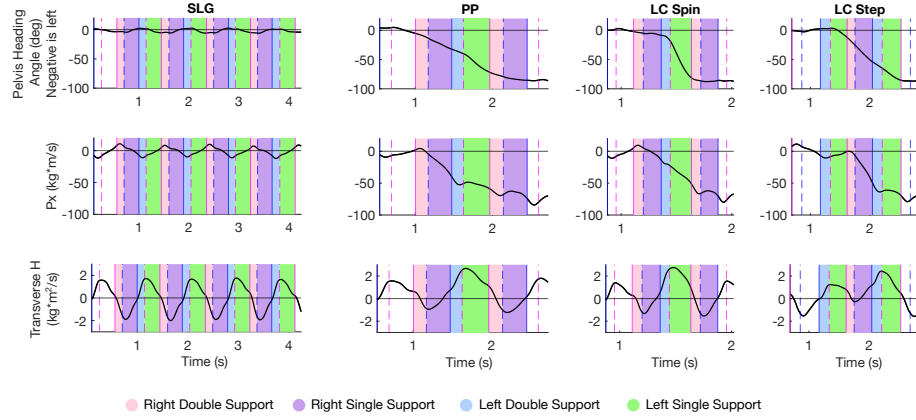 SLG PP LC Spin LC Step
Pelvis Heading
Angle (deg)
Negative is left
0 0 0 0
-50 -50 -50 -50
-100 -100 -100 -100
1 2 3 4 1 2 1 2 1 2
Px (kg*m/s)
0 0 0 0
-50 -50 -50 -50
-100 -100 -100 -100
1 2 3 4 1 2 1 2 1 2
Transverse H
(kg*m²/s)
2 2 2 2
0 0 0 0
-2 -2 -2 -2
1 2 3 4 1 2 1 2 1 2
Time (s) Time (s) Time (s) Time (s)
Right Double Support Right Single Support Left Double Support Left Single Support